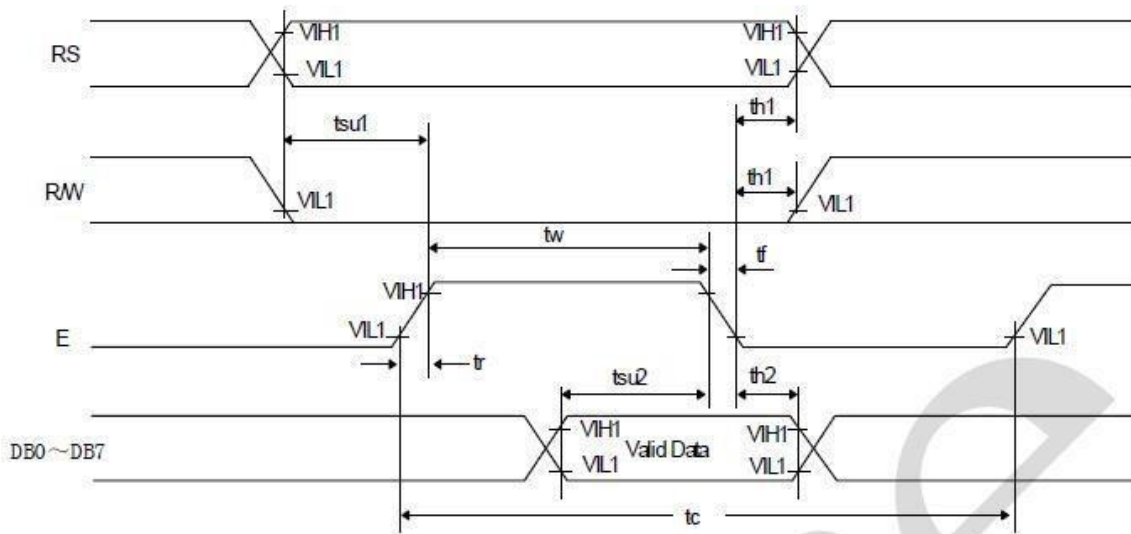 VIH1
VIH1
RS
VIL1
VIL1
th1
tsu1
R/W
th1
VIL1
VIL1
tw
tf
VIH1
E
VIL1
VIL1
tr
tsu2
th2
DB0～DB7
VIH1
Valid Data
VIH1
VIL1
VIL1
tc